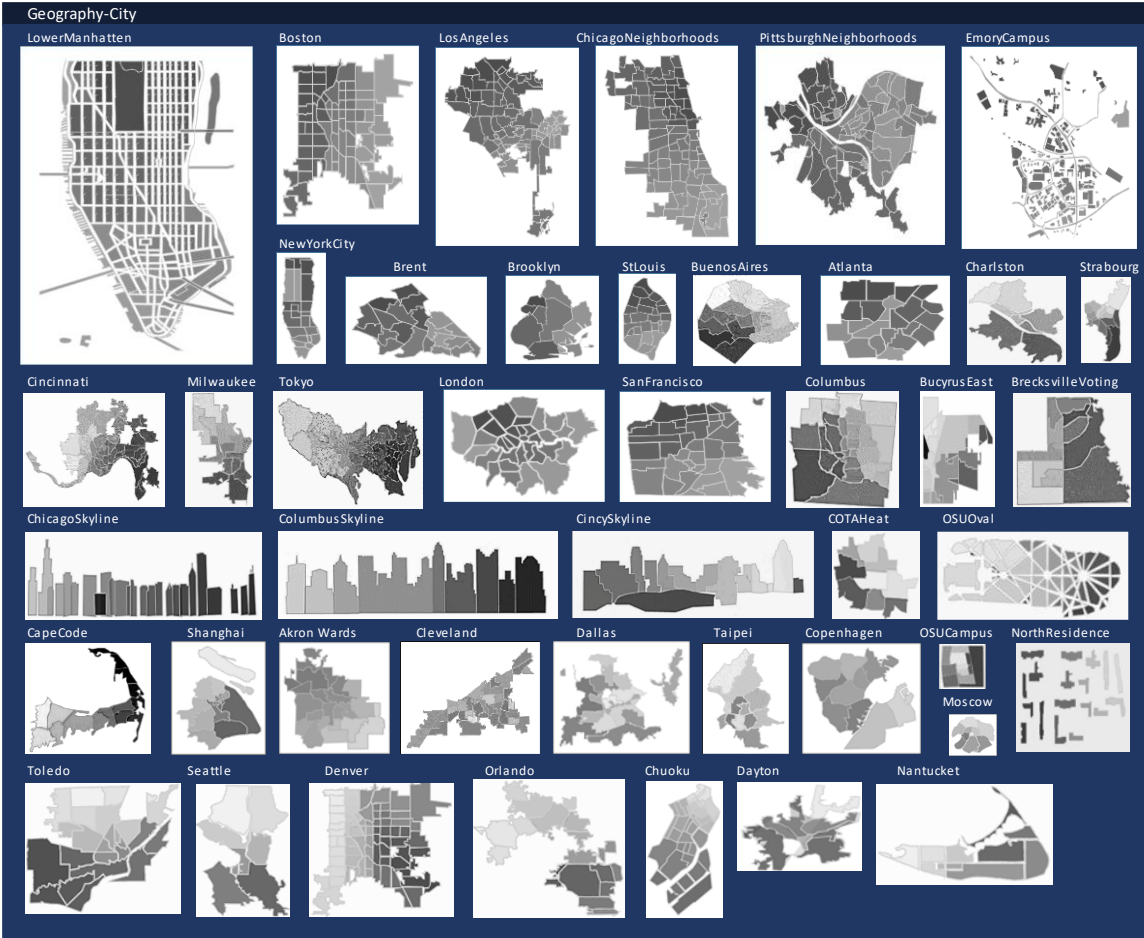 Geography-City
LowerManhatten
Boston
LosAngeles
ChicagoNeighborhoods
PittsburghNeighborhoods
EmoryCampus
NewYorkCity
Brent
Brooklyn
StLouis
BuenosAires
Atlanta
Charlston
Strabourg
Cincinnati
Milwaukee
Tokyo
London
SanFrancisco
Columbus
BucyrusEast
BrecksvilleVoting
ChicagoSkyline
ColumbusSkyline
CincySkyline
COTAHeat
OSUOval
CapeCode
Shanghai
Akron Wards
Cleveland
Dallas
Taipei
Copenhagen
OSUCampus
NorthResidence
Moscow
Toledo
Seattle
Denver
Orlando
Chuoku
Dayton
Nantucket